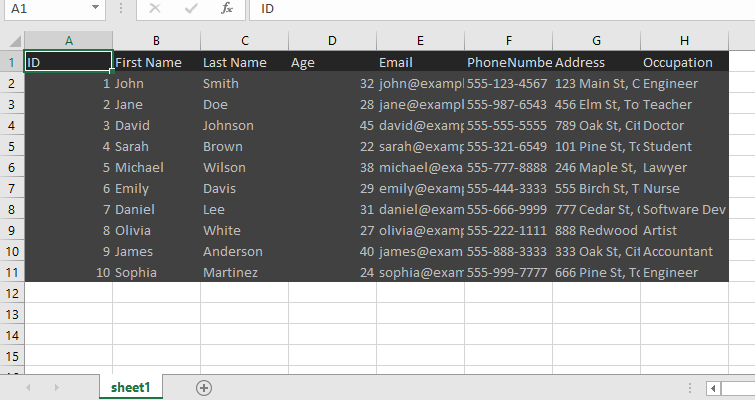 A1 fx ID
A B C D E F G H
1 ID First Name Last Name Age Email PhoneNumbe Address Occupation
2 1 John Smith 32 john@exampl 555-123-4567 123 Main St, C Engineer
3 2 Jane Doe 28 jane@exampl 555-987-6543 456 Elm St, To Teacher
4 3 David Johnson 45 david@examp 555-555-5555 789 Oak St, Cit Doctor
5 4 Sarah Brown 22 sarah@examp 555-321-6549 101 Pine St, To Student
6 5 Michael Wilson 38 michael@exa 555-777-8888 246 Maple St, Lawyer
7 6 Emily Davis 29 emily@examp 555-444-3333 555 Birch St, T Nurse
8 7 Daniel Lee 31 daniel@exam 555-666-9999 777 Cedar St, Software Dev
9 8 Olivia White 27 olivia@examp 555-222-1111 888 Redwood Artist
10 9 James Anderson 40 james@exam 555-888-3333 333 Oak St, Cit Accountant
11 10 Sophia Martinez 24 sophia@exam 555-999-7777 666 Pine St, To Engineer
12
13
14
15
sheet1